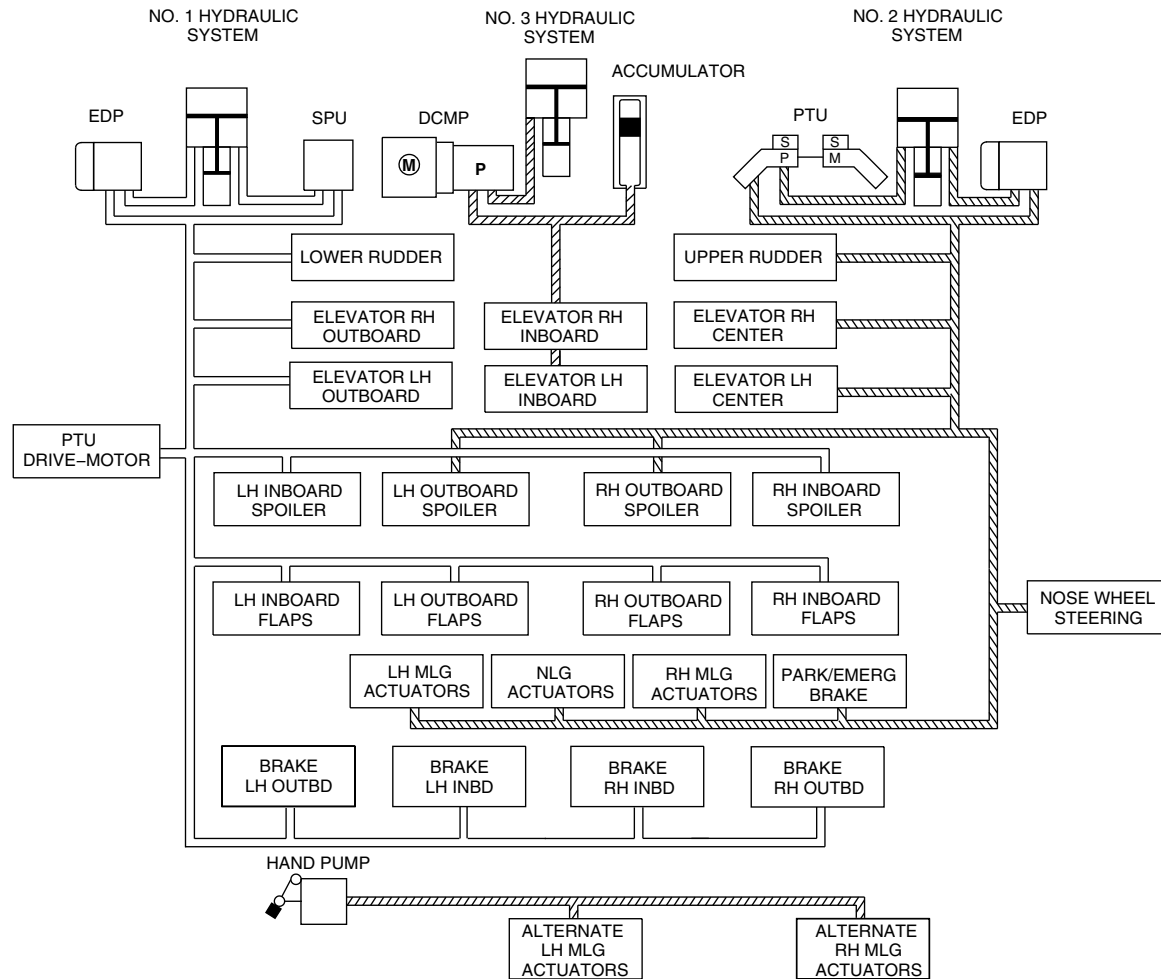 NO. 1 HYDRAULIC
SYSTEM
NO. 3 HYDRAULIC
SYSTEM
NO. 2 HYDRAULIC
SYSTEM
ACCUMULATOR
EDP
SPU
DCMP
PTU
EDP
M
P
S
P
S
M
LOWER RUDDER
UPPER RUDDER
ELEVATOR RH
OUTBOARD
ELEVATOR RH
INBOARD
ELEVATOR RH
CENTER
ELEVATOR LH
OUTBOARD
ELEVATOR LH
INBOARD
ELEVATOR LH
CENTER
PTU
DRIVE–MOTOR
LH INBOARD
SPOILER
LH OUTBOARD
SPOILER
RH OUTBOARD
SPOILER
RH INBOARD
SPOILER
LH INBOARD
FLAPS
LH OUTBOARD
FLAPS
RH OUTBOARD
FLAPS
RH INBOARD
FLAPS
NOSE WHEEL
STEERING
LH MLG
ACTUATORS
NLG
ACTUATORS
RH MLG
ACTUATORS
PARK/EMERG
BRAKE
BRAKE
LH OUTBD
BRAKE
LH INBD
BRAKE
RH INBD
BRAKE
RH OUTBD
HAND PUMP
ALTERNATE
LH MLG
ACTUATORS
ALTERNATE
RH MLG
ACTUATORS